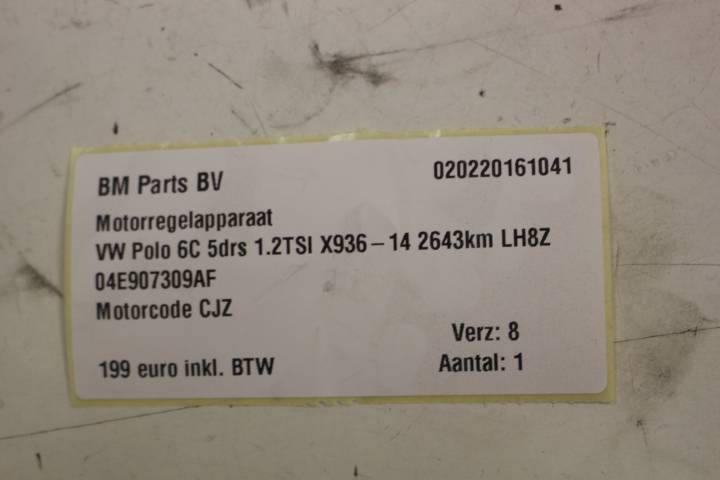 BM Parts BV 020220161041
Motorregelapparaat
VW Polo 6C 5drs 1.2TSI X936-14 2643km LH8Z
04E907309AF
Motorcode CJZ
Verz: 8
199 euro inkl. BTW Aantal: 1